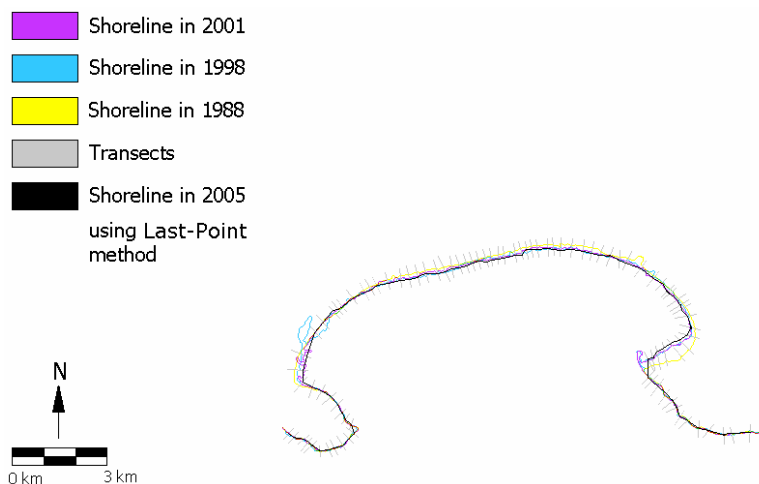 Shoreline in 2001
Shoreline in 1998
Shoreline in 1988
Transects
Shoreline in 2005
using Last-Point
method
N
0 km 3 km